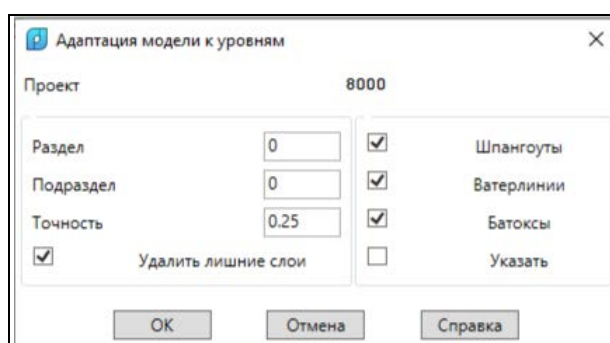 Адаптация модели к уровням
Проект 8000
Раздел 0
Подраздел 0
Точность 0.25
Удалить лишние слои
Шпангоуты
Ватерлинии
Батоксы
Указать
ОК Отмена Справка